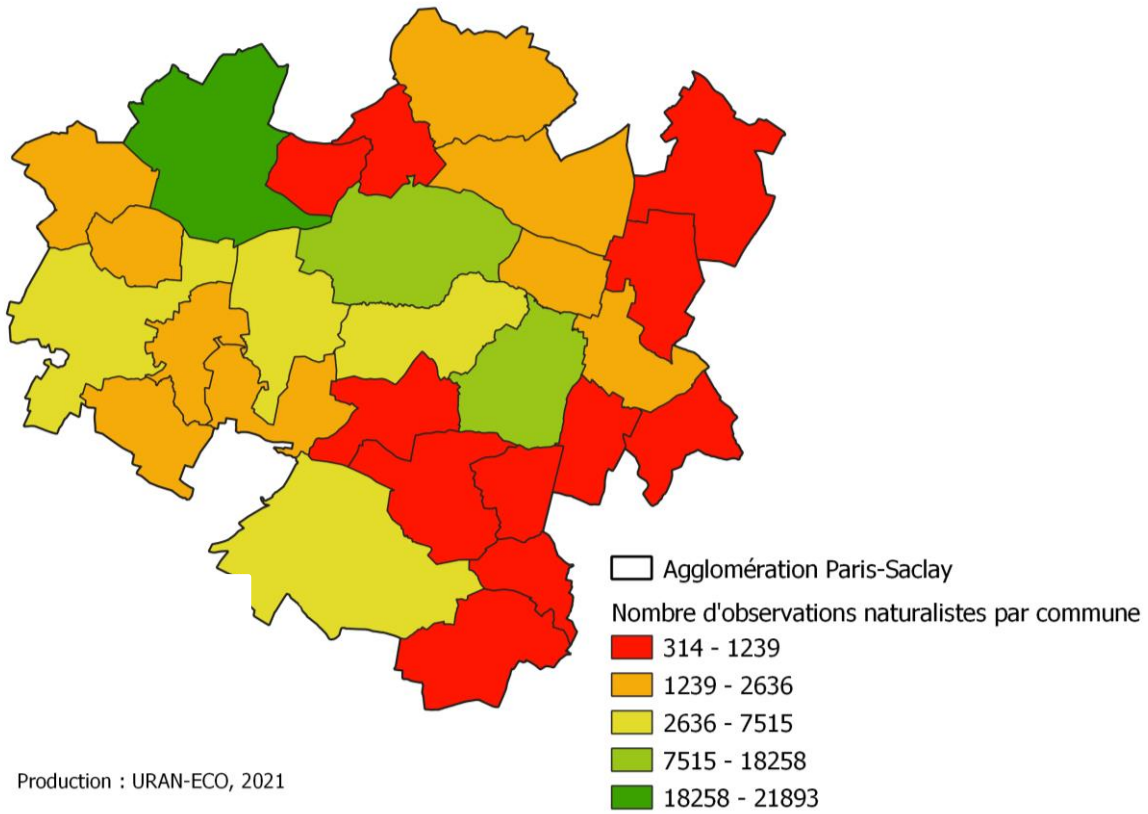 Agglomération Paris-Saclay
Nombre d'observations naturalistes par commune
314 - 1239
1239 - 2636
2636 - 7515
7515 - 18258
18258 - 21893
Production : URAN-ECO, 2021